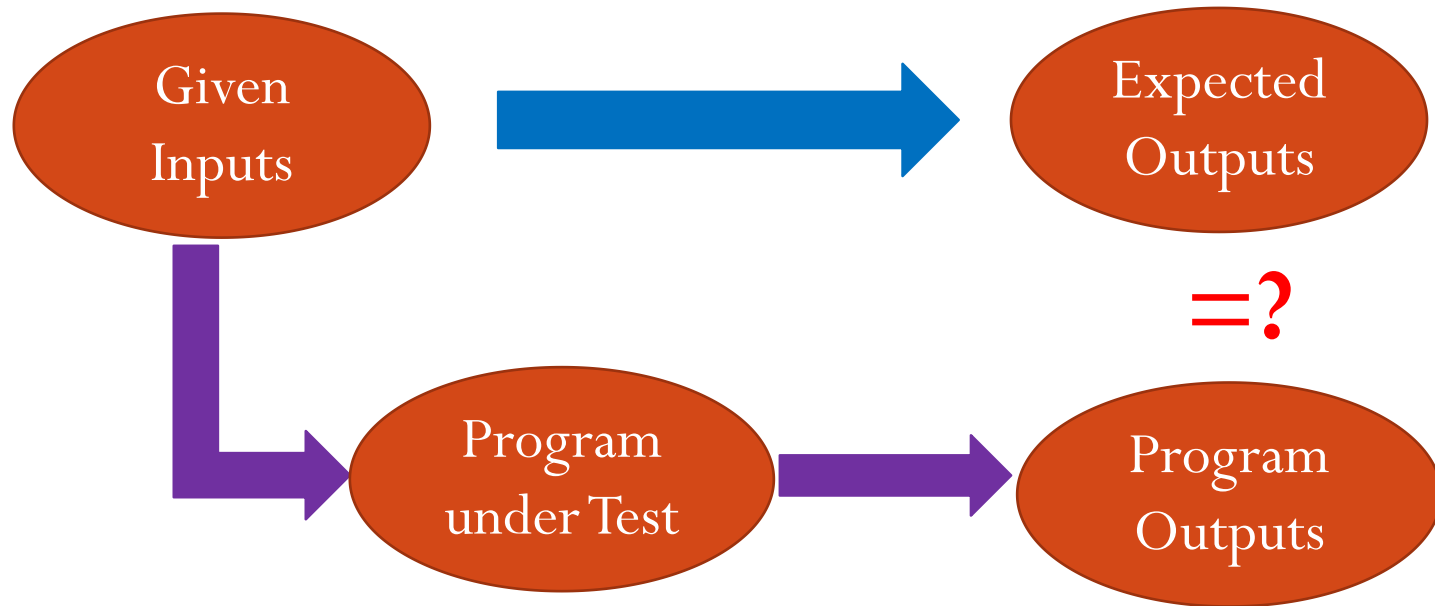 Given
Inputs
Expected
Outputs
=?
Program
under Test
Program
Outputs